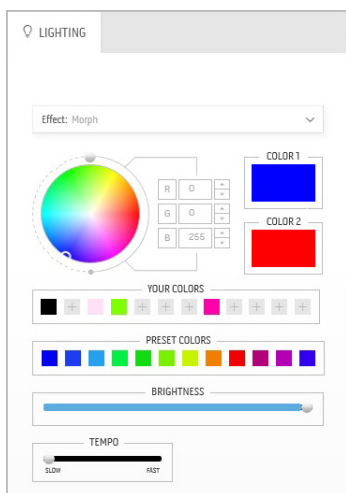 LIGHTING
Effect: Morph
COLOR 1
R 0
G 0
B 255
COLOR 2
YOUR COLORS
PRESET COLORS
BRIGHTNESS
TEMPO
SLOW FAST